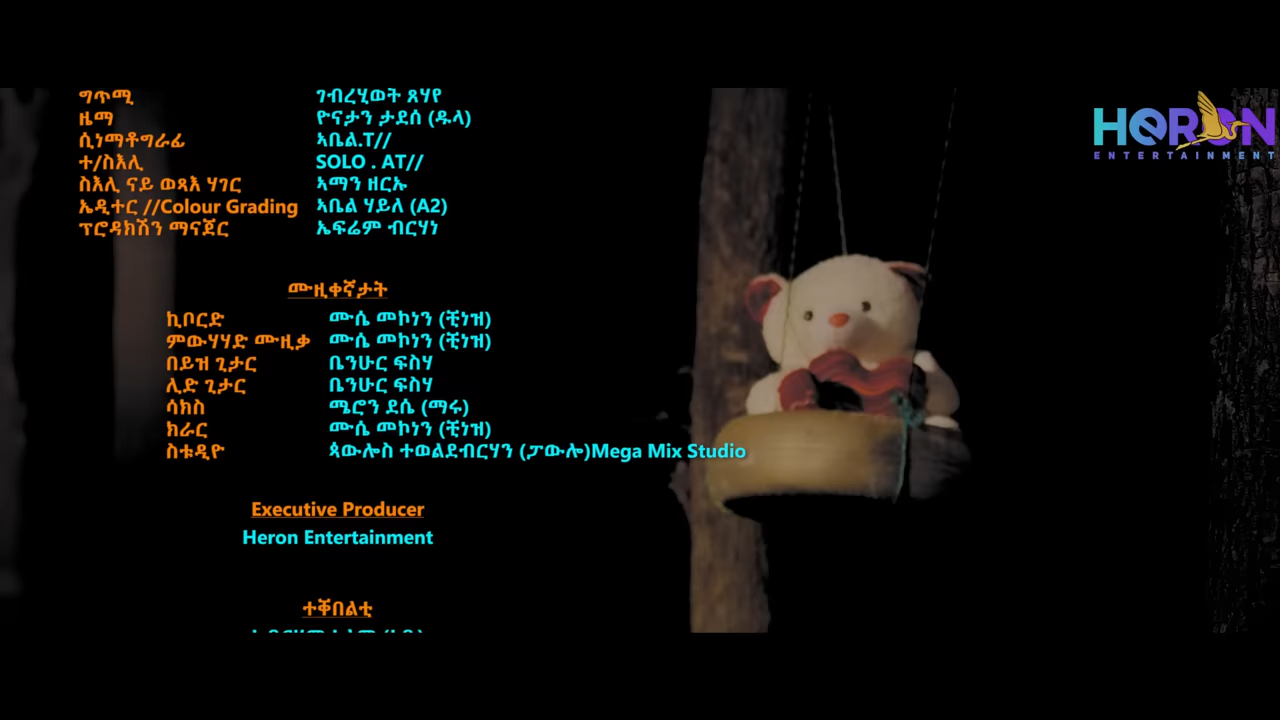 ግጥሚ ገብረሂወት ጸሃየ
ዜማ ዮናታን ታደሰ (ዱላ)
ሲነማቶግራፊ ኣቤል.T//
ተ/ስእሊ SOLO . AT//
ስእሊ ናይ ወጻእ ሃገር ኣማን ዘርኡ
ኤዲተር //Colour Grading ኣቤል ሃይለ (A2)
ፕሮዳክሽን ማናጀር ኤፍሬም ብርሃነ
ሙዚቀኛታት
ኪቦርድ ሙሴ መኮነን (ቺነዝ)
ምውሃሃድ ሙዚቃ ሙሴ መኮነን (ቺነዝ)
በይዝ ጊታር ቤንሁር ፍስሃ
ሊድ ጊታር ቤንሁር ፍስሃ
ሳክስ ሜሮን ደሴ (ማሩ)
ክራር ሙሴ መኮነን (ቺነዝ)
ስቱዲዮ ጳውሎስ ተወልደብርሃን (ፓውሎ)Mega Mix Studio
Executive Producer
Heron Entertainment
ተቐበልቲ
HERON
ENTERTAINMENT